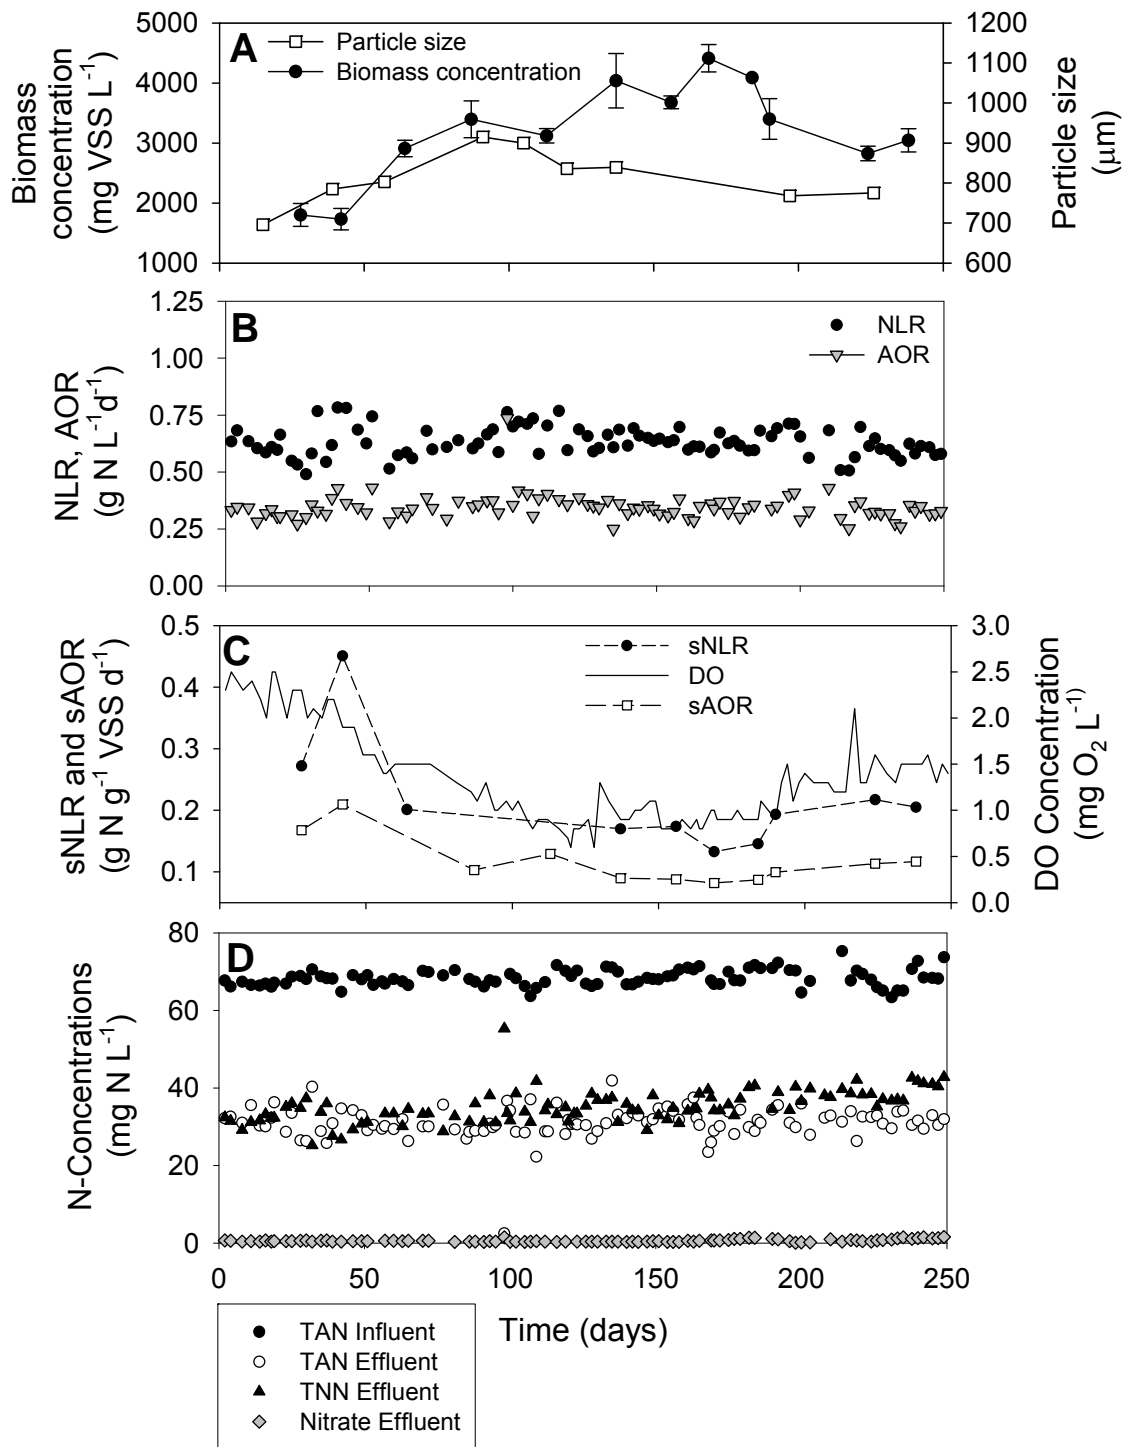 A
Particle size
Biomass concentration
5000
4000
3000
2000
1000
Biomass
concentration
(mg VSS L⁻¹)
1200
1100
1000
900
800
700
600
Particle size
(μm)
B
NLR
AOR
1.25
1.00
0.75
0.50
0.25
0.00
NLR, AOR
(g N L⁻¹d⁻¹)
C
sNLR
DO
sAOR
0.5
0.4
0.3
0.2
0.1
sNLR and sAOR
(g N g⁻¹ VSS d⁻¹)
3.0
2.5
2.0
1.5
1.0
0.5
0.0
DO Concentration
(mg O₂ L⁻¹)
D
80
60
40
20
0
N-Concentrations
(mg N L⁻¹)
0 50 100 150 200 250
Time (days)
TAN Influent
TAN Effluent
TNN Effluent
Nitrate Effluent